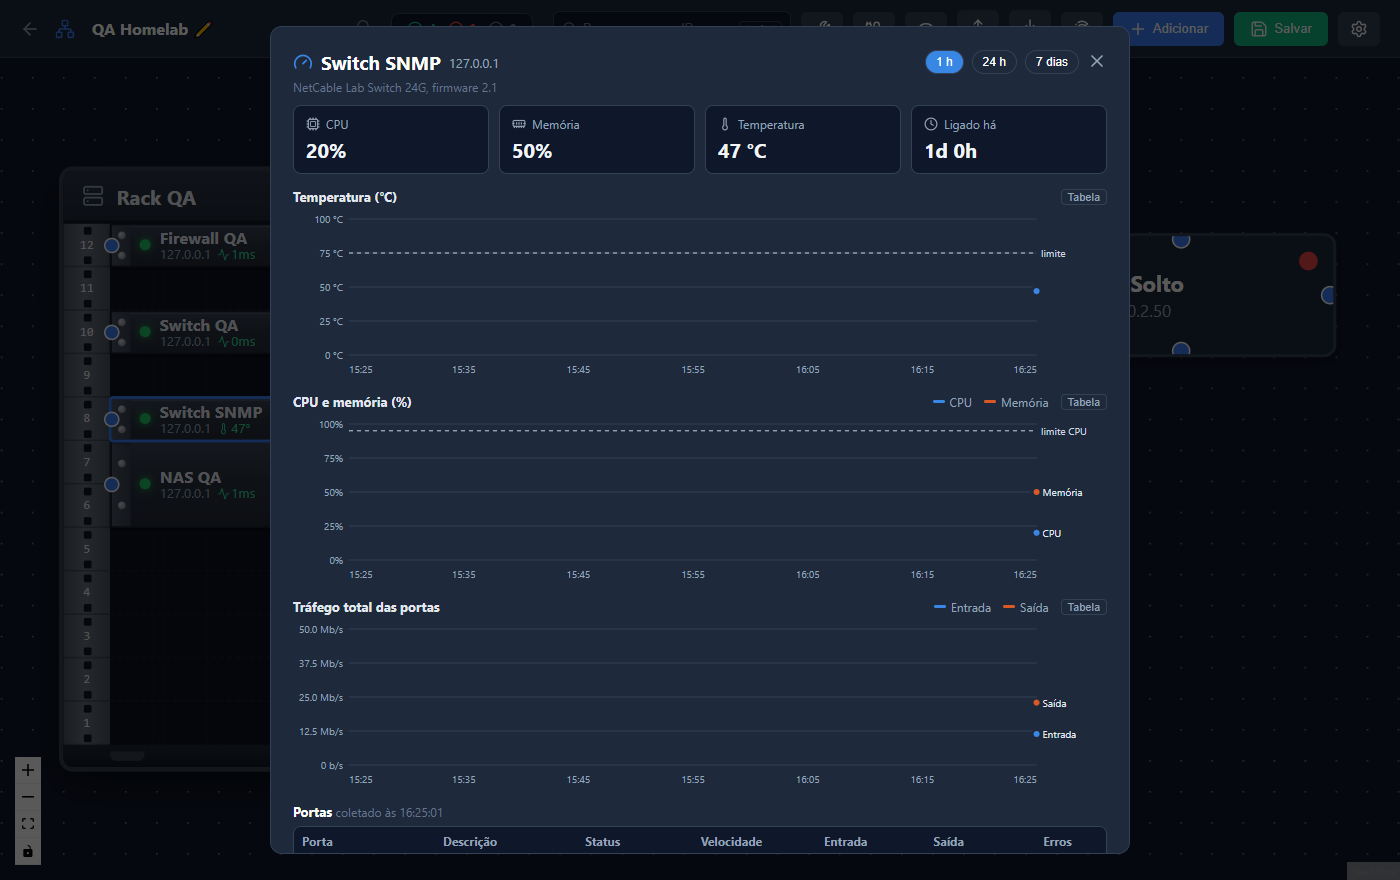 QA Homelab
Adicionar
Salvar
Switch SNMP 127.0.0.1
1 h
24 h
7 dias
NetCable Lab Switch 24G, firmware 2.1
CPU
20%
Memória
50%
Temperatura
47 °C
Ligado há
1d 0h
Temperatura (°C)
Tabela
100 °C
75 °C
limite
50 °C
25 °C
0 °C
15:25 15:35 15:45 15:55 16:05 16:15 16:25
CPU e memória (%)
CPU Memória Tabela
100%
limite CPU
75%
50%
Memória
25%
CPU
0%
15:25 15:35 15:45 15:55 16:05 16:15 16:25
Tráfego total das portas
Entrada Saída Tabela
50.0 Mb/s
37.5 Mb/s
25.0 Mb/s
Saída
12.5 Mb/s
Entrada
0 b/s
15:25 15:35 15:45 15:55 16:05 16:15 16:25
Portas coletado às 16:25:01
Porta Descrição Status Velocidade Entrada Saída Erros
Rack QA
12
Firewall QA
127.0.0.1 1ms
11
10
Switch QA
127.0.0.1 0ms
9
8
Switch SNMP
127.0.0.1 47°
7
NAS QA
127.0.0.1 1ms
6
5
4
3
2
1
Solto
0.2.50